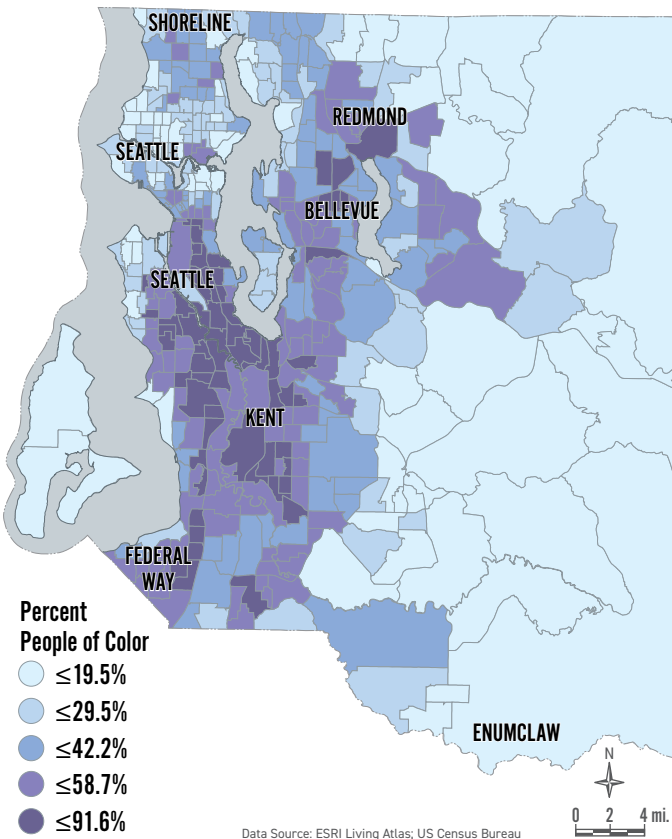 SHORELINE
REDMOND
SEATTLE
BELLEVUE
SEATTLE
KENT
FEDERAL
WAY
Percent
People of Color
≤19.5%
≤29.5%
≤42.2%
≤58.7%
≤91.6%
ENUMCLAW
N
0 2 4 mi.
Data Source: ESRI Living Atlas; US Census Bureau